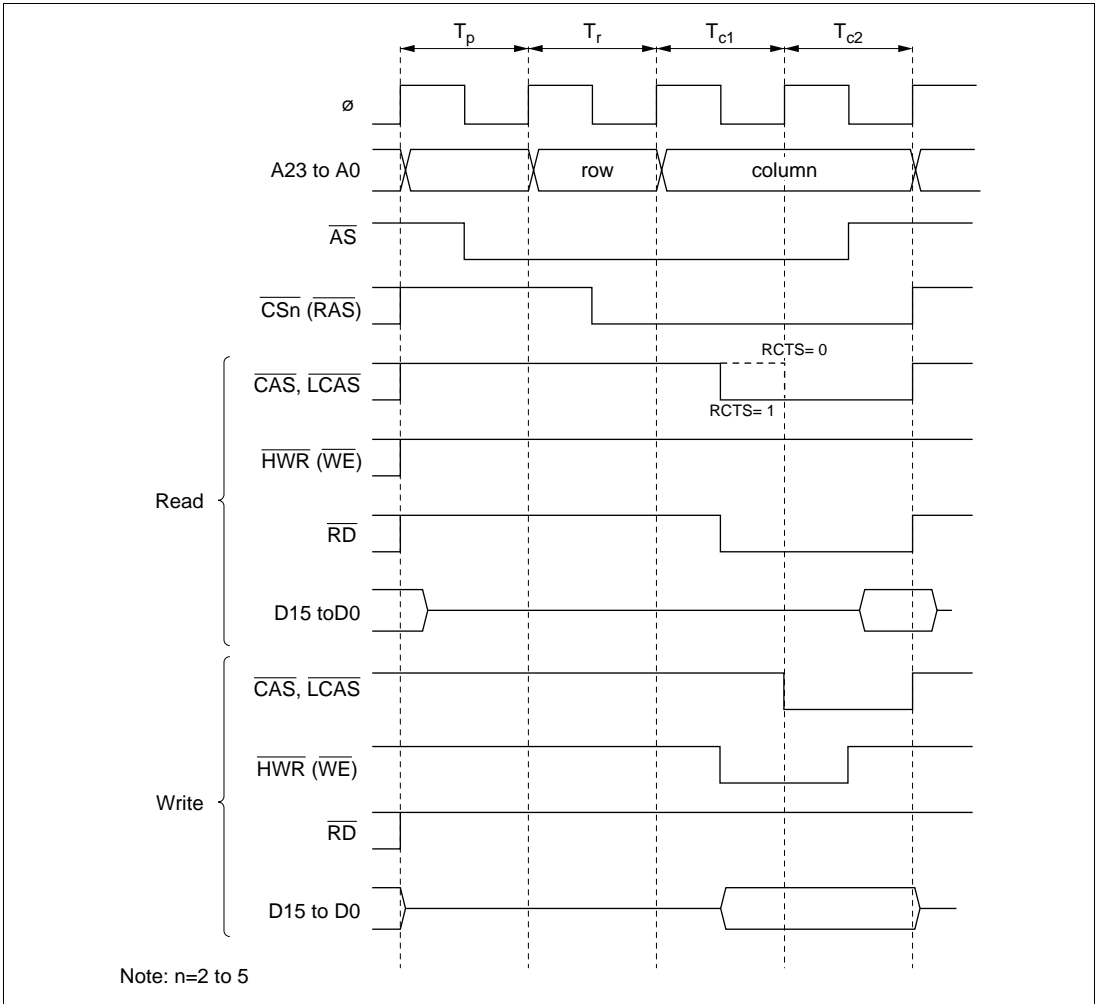 Tp Tr Tc1 Tc2
ø
A23 to A0 row column
AS
CSn (RAS)
RCTS= 0
CAS, LCAS
RCTS= 1
HWR (WE)
Read
RD
D15 toD0
CAS, LCAS
HWR (WE)
Write
RD
D15 to D0
Note: n=2 to 5